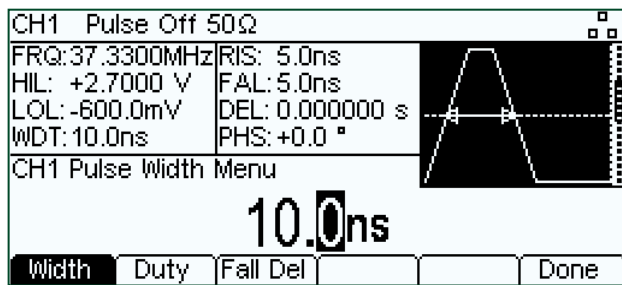 CH1 Pulse Off 50Ω
FRQ:37.3300MHz RIS: 5.0ns
HIL: +2.7000 V FAL:5.0ns
LOL:-600.0mV DEL: 0.000000 s
WDT:10.0ns PHS:+0.0 °
CH1 Pulse Width Menu
10.0ns
Width Duty Fall Del Done